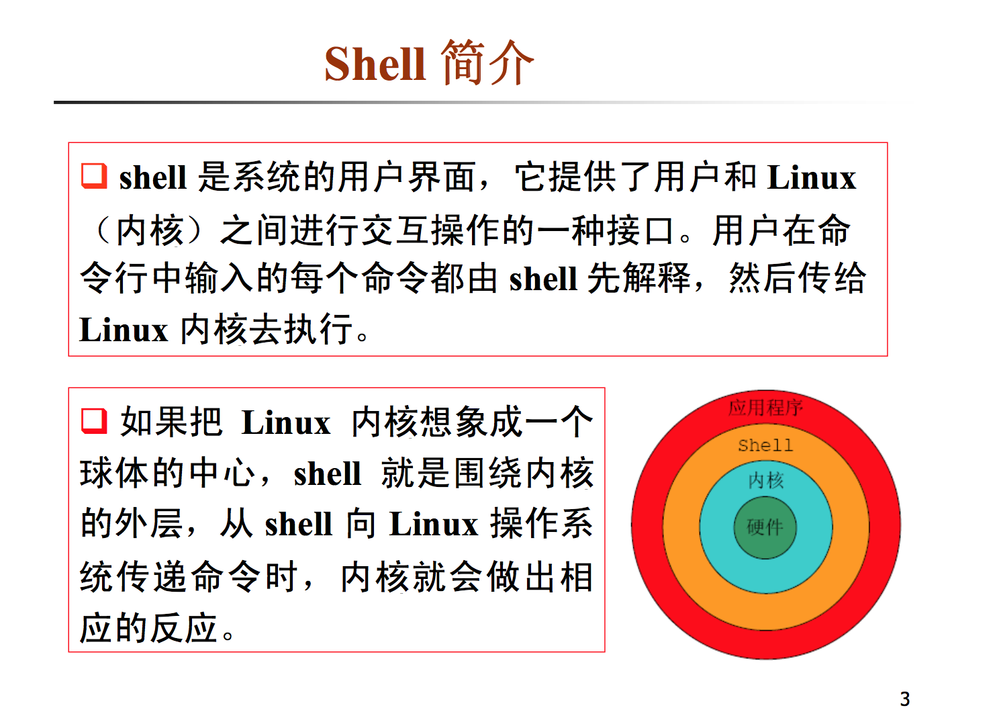 Shell 简介
shell 是系统的用户界面，它提供了用户和 Linux
（内核）之间进行交互操作的一种接口。用户在命
令行中输入的每个命令都由 shell 先解释，然后传给
Linux 内核去执行。
如果把 Linux 内核想象成一个
球体的中心，shell 就是围绕内核
的外层，从 shell 向 Linux 操作系
统传递命令时，内核就会做出相
应的反应。
应用程序
Shell
内核
硬件
3